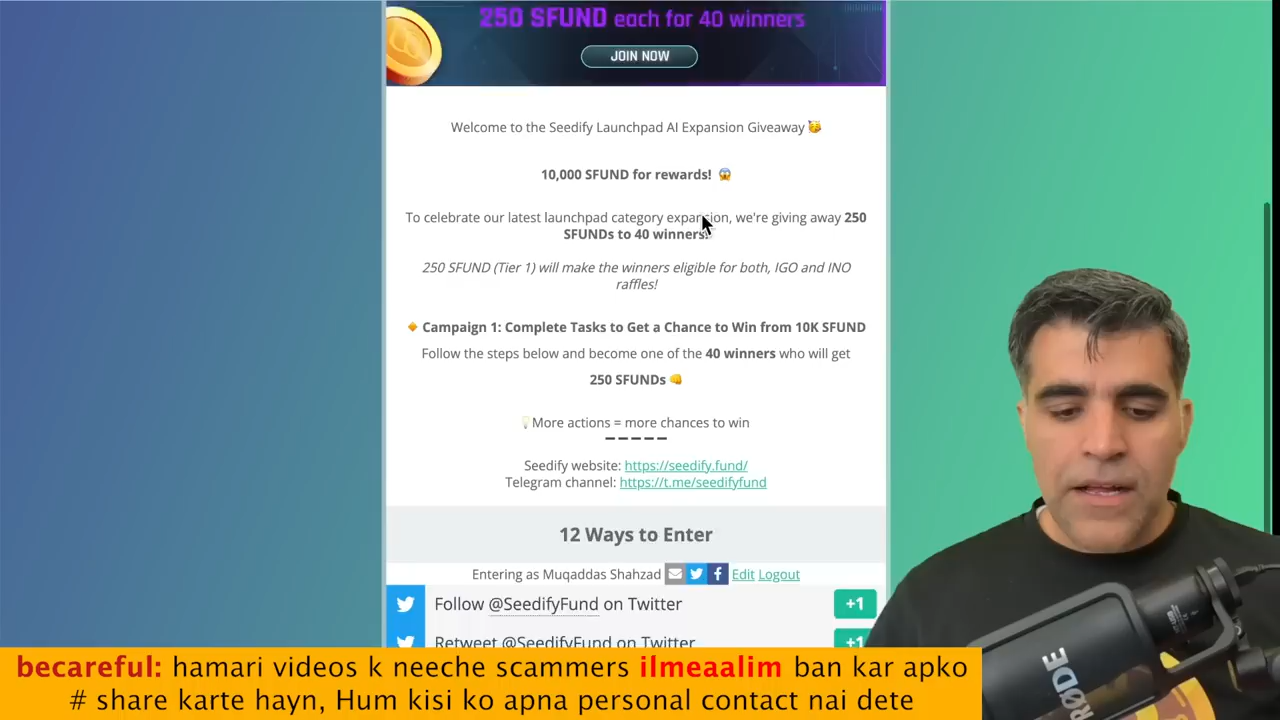 250 SFUND each for 40 winners
JOIN NOW
Welcome to the Seedify Launchpad AI Expansion Giveaway 🥳
10,000 SFUND for rewards! 😱
To celebrate our latest launchpad category expansion, we're giving away 250
SFUNDs to 40 winners!
250 SFUND (Tier 1) will make the winners eligible for both, IGO and INO
raffles!
🔸 Campaign 1: Complete Tasks to Get a Chance to Win from 10K SFUND
Follow the steps below and become one of the 40 winners who will get
250 SFUNDs 👊
💡More actions = more chances to win
➖➖➖➖➖
Seedify website: https://seedify.fund/
Telegram channel: https://t.me/seedifyfund
12 Ways to Enter
Entering as Muqaddas Shahzad Edit Logout
Follow @SeedifyFund on Twitter +1
Retweet @SeedifyFund on Twitter +1
RØDE
becareful: hamari videos k neeche scammers ilmeaalim ban kar apko
# share karte hayn, Hum kisi ko apna personal contact nai dete